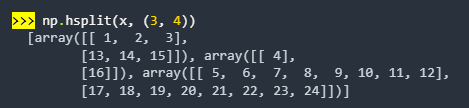 >>> np.hsplit(x, (3, 4))
[array([[ 1,  2,  3],
       [13, 14, 15]]), array([[ 4],
       [16]]), array([[ 5,  6,  7,  8,  9, 10, 11, 12],
       [17, 18, 19, 20, 21, 22, 23, 24]])]